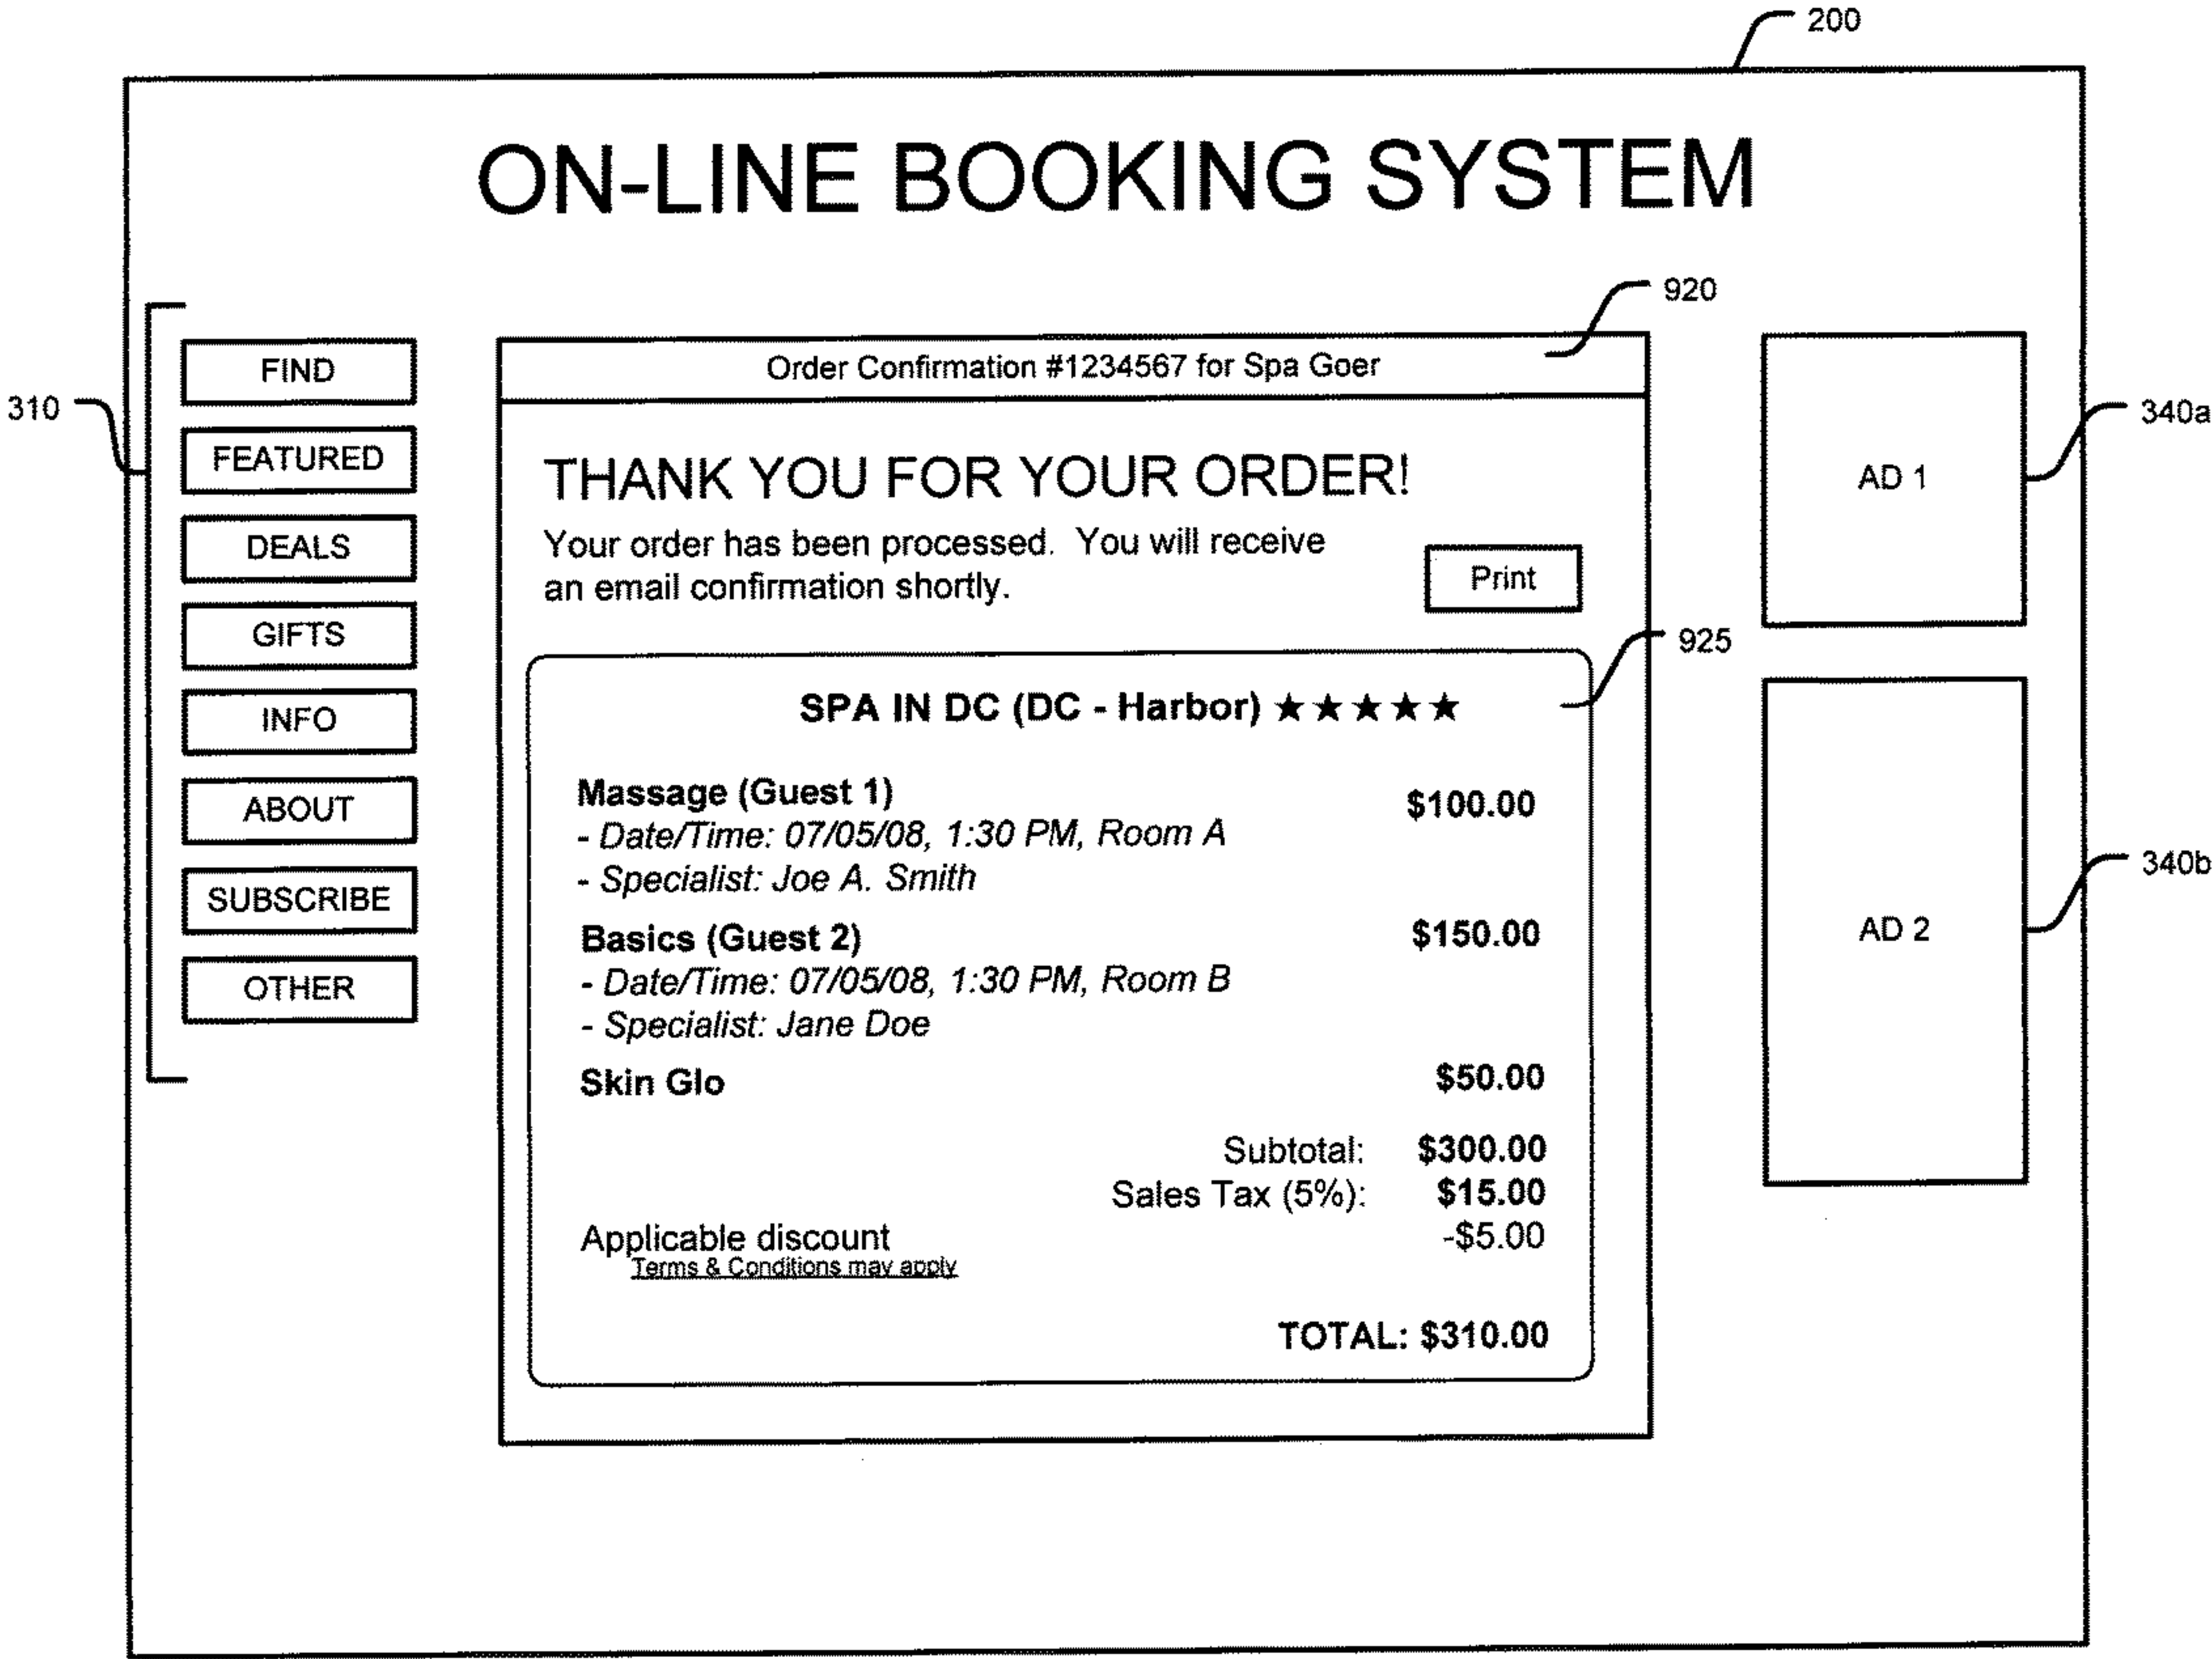 200
ON-LINE BOOKING SYSTEM
310
FIND
FEATURED
DEALS
GIFTS
INFO
ABOUT
SUBSCRIBE
OTHER
920
Order Confirmation #1234567 for Spa Goer
THANK YOU FOR YOUR ORDER!
Your order has been processed. You will receive
an email confirmation shortly.
Print
925
SPA IN DC (DC - Harbor) ★★★★★
Massage (Guest 1) $100.00
- Date/Time: 07/05/08, 1:30 PM, Room A
- Specialist: Joe A. Smith
Basics (Guest 2) $150.00
- Date/Time: 07/05/08, 1:30 PM, Room B
- Specialist: Jane Doe
Skin Glo $50.00
Subtotal: $300.00
Sales Tax (5%): $15.00
Applicable discount -$5.00
Terms & Conditions may apply
TOTAL: $310.00
AD 1
340a
AD 2
340b